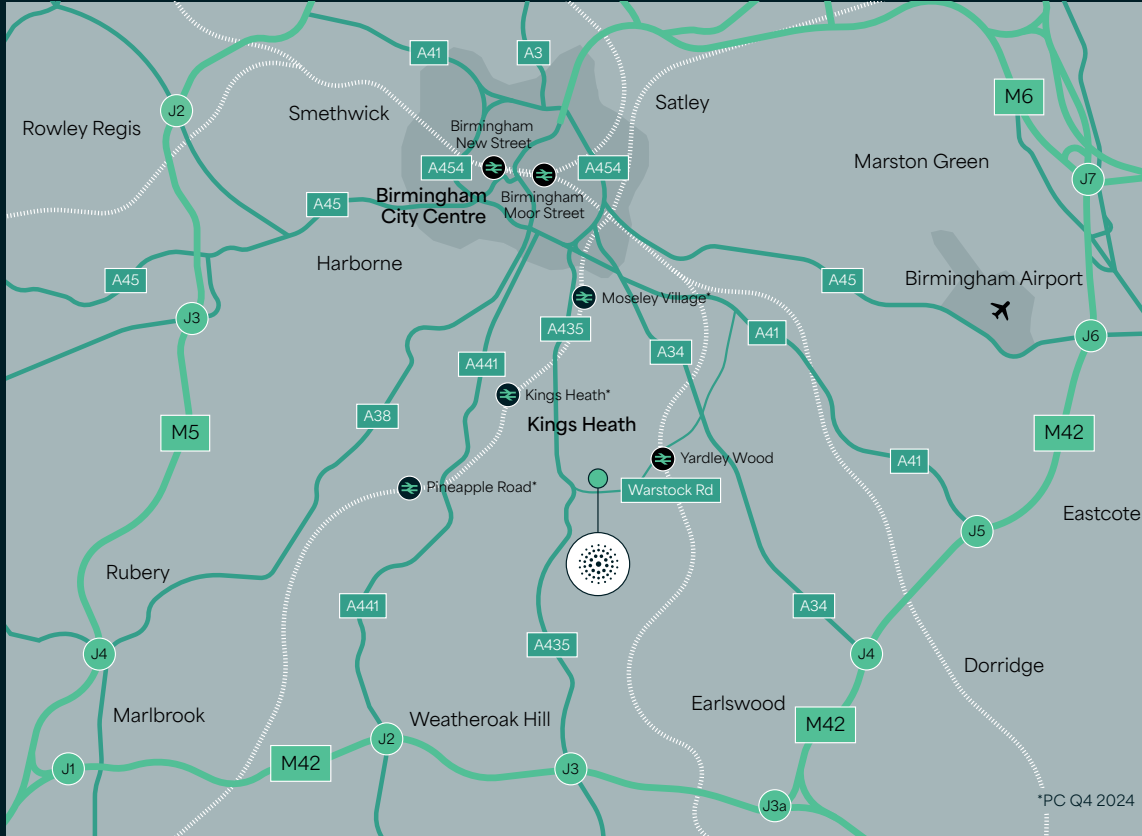 A41
A3
M6
J2
Rowley Regis
Smethwick
Satley
Birmingham
New Street
Marston Green
A454
A454
J7
Birmingham
City Centre
Birmingham
Moor Street
A45
Harborne
A45
A45
Birmingham Airport
Moseley Village*
J3
A435
A41
J6
A34
A441
Kings Heath*
A38
Kings Heath
M5
M42
Yardley Wood
A41
Pineapple Road*
Warstock Rd
Eastcote
J5
Rubery
A441
A34
A435
J4
J4
Dorridge
Marlbrook
Weatheroak Hill
Earlswood
M42
J2
M42
J1
J3
J3a
*PC Q4 2024